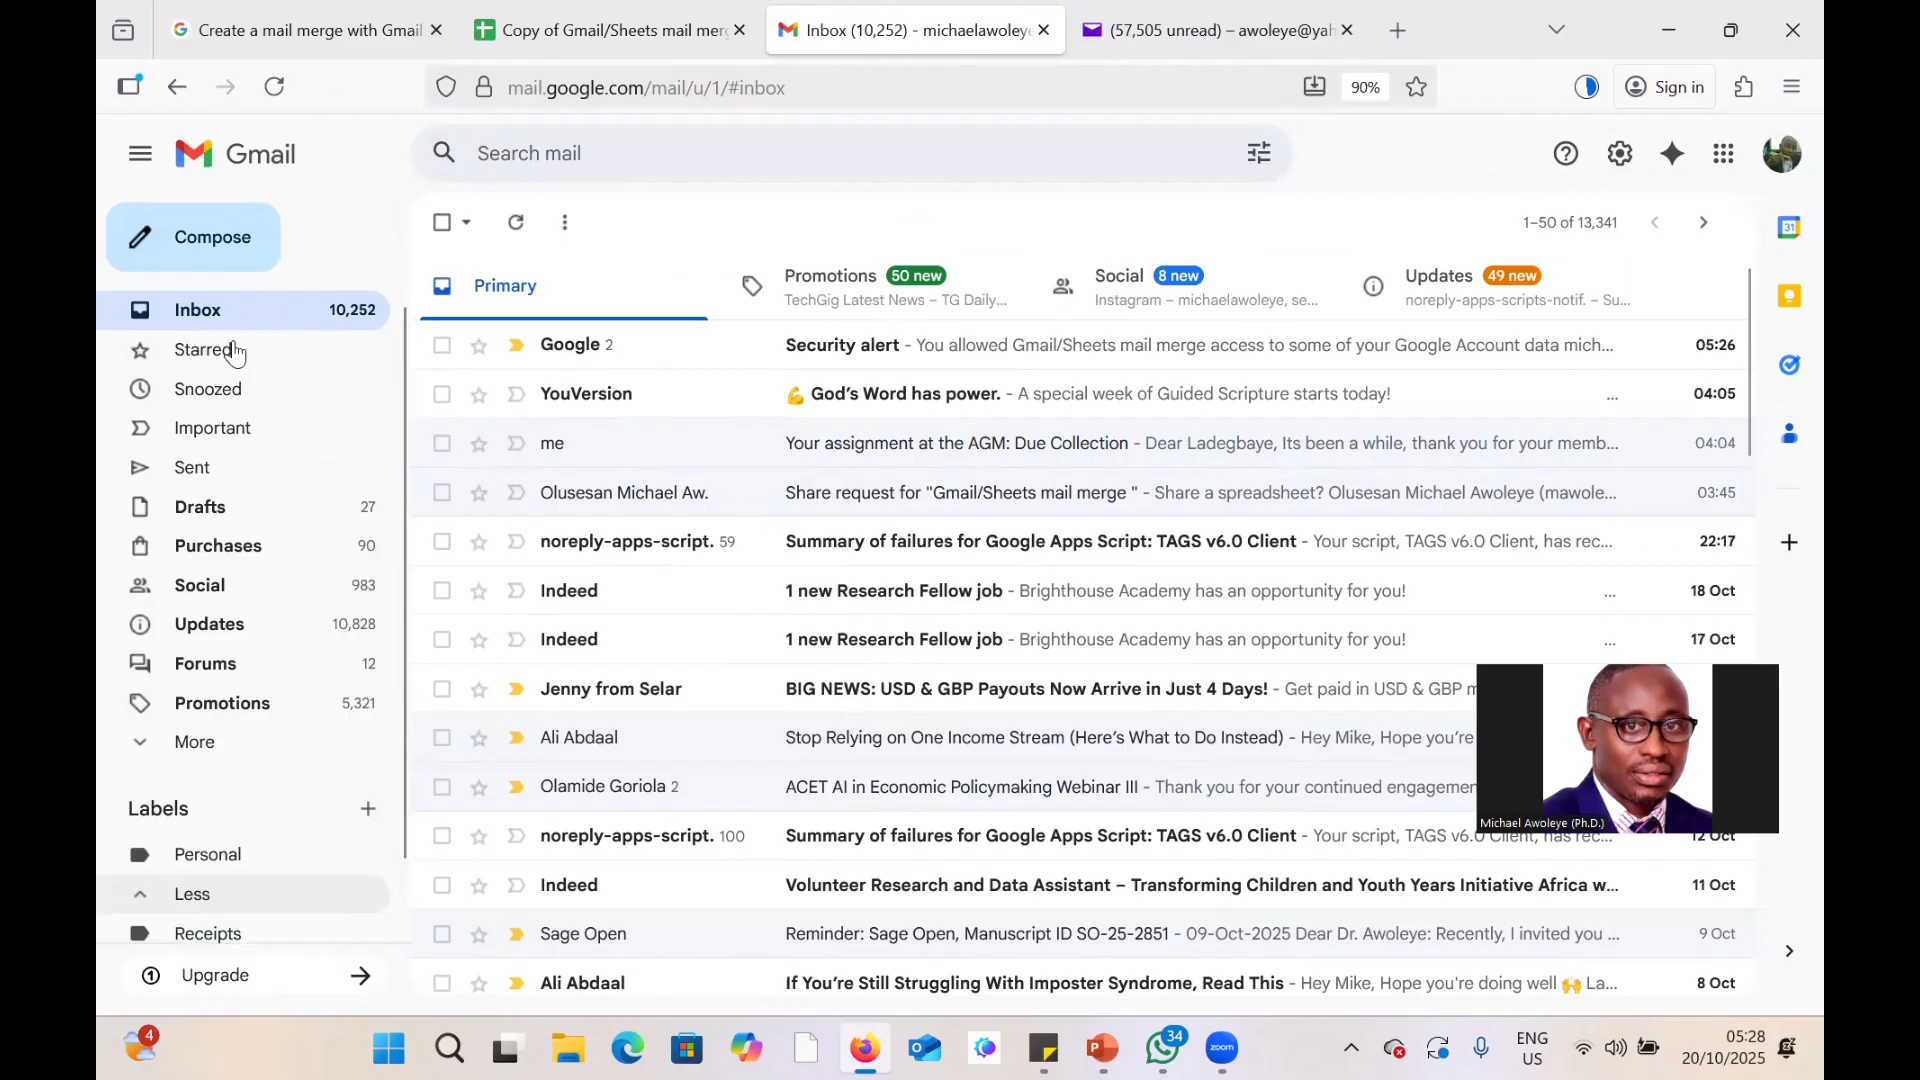 Create a mail merge with Gmail
Copy of Gmail/Sheets mail mer
Inbox (10,252) - michaelawoleye
(57,505 unread) – awoleye@yah
mail.google.com/mail/u/1/#inbox
90%
Sign in
Gmail
Search mail
Compose
1–50 of 13,341
Primary
Promotions 50 new
TechGig Latest News – TG Daily...
Social 8 new
Instagram – michaelawoleye, se...
Updates 49 new
noreply-apps-scripts-notif. – Su...
31
Inbox 10,252
Starred
Snoozed
Important
Sent
Drafts 27
Purchases 90
Social 983
Updates 10,828
Forums 12
Promotions 5,321
More
Labels
Personal
Less
Receipts
Upgrade
Google 2 Security alert - You allowed Gmail/Sheets mail merge access to some of your Google Account data mich... 05:26
YouVersion 💪 God’s Word has power. - A special week of Guided Scripture starts today! ... 04:05
me Your assignment at the AGM: Due Collection - Dear Ladegbaye, Its been a while, thank you for your memb... 04:04
Olusesan Michael Aw. Share request for "Gmail/Sheets mail merge " - Share a spreadsheet? Olusesan Michael Awoleye (mawole... 03:45
noreply-apps-script. 59 Summary of failures for Google Apps Script: TAGS v6.0 Client - Your script, TAGS v6.0 Client, has rec... 22:17
Indeed 1 new Research Fellow job - Brighthouse Academy has an opportunity for you! ... 18 Oct
Indeed 1 new Research Fellow job - Brighthouse Academy has an opportunity for you! ... 17 Oct
Jenny from Selar BIG NEWS: USD & GBP Payouts Now Arrive in Just 4 Days! - Get paid in USD & GBP
Ali Abdaal Stop Relying on One Income Stream (Here’s What to Do Instead) - Hey Mike, Hope you’re
Olamide Goriola 2 ACET AI in Economic Policymaking Webinar III - Thank you for your continued engagemen
noreply-apps-script. 100 Summary of failures for Google Apps Script: TAGS v6.0 Client - Your script, TAGS v6.0 Client, has rec... 12 Oct
Indeed Volunteer Research and Data Assistant – Transforming Children and Youth Years Initiative Africa w... 11 Oct
Sage Open Reminder: Sage Open, Manuscript ID SO-25-2851 - 09-Oct-2025 Dear Dr. Awoleye: Recently, I invited you ... 9 Oct
Ali Abdaal If You’re Still Struggling With Imposter Syndrome, Read This - Hey Mike, Hope you're doing well 🙌 La... 8 Oct
Michael Awoleye (Ph.D.)
4
34
zoom
ENG
US
05:28
20/10/2025